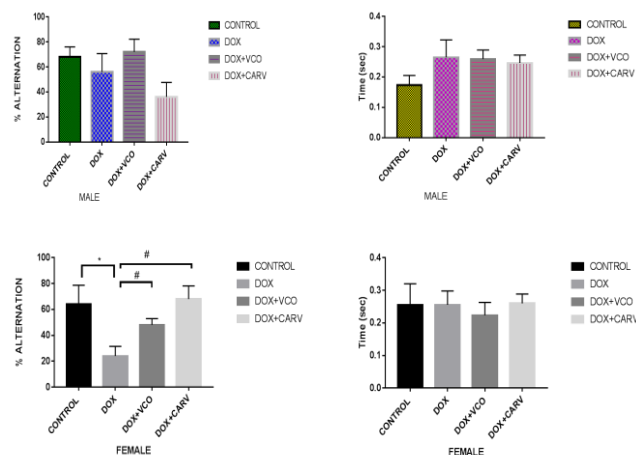 % ALTERNATION
100
80
60
40
20
0
CONTROL
DOX
DOX+VCO
DOX+CARV
MALE
CONTROL
DOX
DOX+VCO
DOX+CARV
Time (sec)
0.4
0.3
0.2
0.1
0.0
CONTROL
DOX
DOX+VCO
DOX+CARV
MALE
CONTROL
DOX
DOX+VCO
DOX+CARV
% ALTERNATION
100
80
60
40
20
0
*
#
#
CONTROL
DOX
DOX+VCO
DOX+CARV
FEMALE
CONTROL
DOX
DOX+VCO
DOX+CARV
Time (sec)
0.4
0.3
0.2
0.1
0.0
CONTROL
DOX
DOX+VCO
DOX+CARV
FEMALE
CONTROL
DOX
DOX+VCO
DOX+CARV